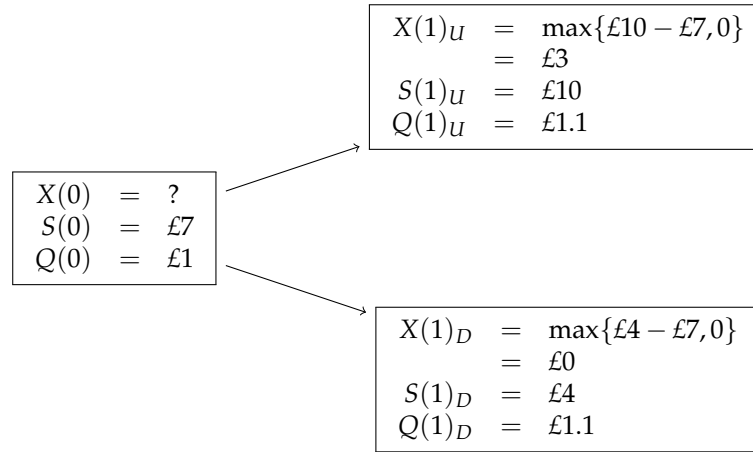 X(1)_U = max{£10 − £7, 0}
= £3
S(1)_U = £10
Q(1)_U = £1.1
X(0) = ?
S(0) = £7
Q(0) = £1
X(1)_D = max{£4 − £7, 0}
= £0
S(1)_D = £4
Q(1)_D = £1.1